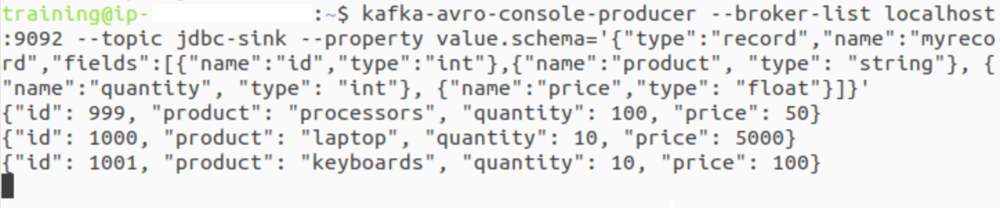 training@ip-             :~$ kafka-avro-console-producer --broker-list localhost
:9092 --topic jdbc-sink --property value.schema='{"type":"record","name":"myreco
rd","fields":[{"name":"id","type":"int"},{"name":"product", "type": "string"}, {
"name":"quantity", "type": "int"}, {"name":"price","type": "float"}]}'
{"id": 999, "product": "processors", "quantity": 100, "price": 50}
{"id": 1000, "product": "laptop", "quantity": 10, "price": 5000}
{"id": 1001, "product": "keyboards", "quantity": 10, "price": 100}